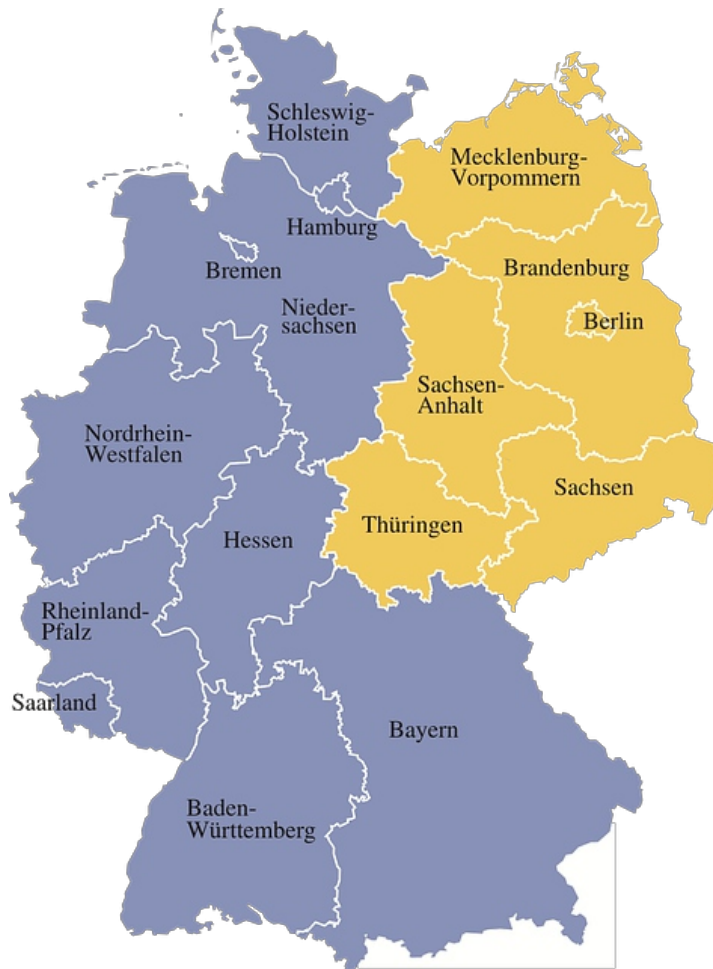 Schleswig-
Holstein
Mecklenburg-
Vorpommern
Hamburg
Bremen
Brandenburg
Nieder-
sachsen
Berlin
Sachsen-
Anhalt
Nordrhein-
Westfalen
Sachsen
Thüringen
Hessen
Rheinland-
Pfalz
Saarland
Bayern
Baden-
Württemberg